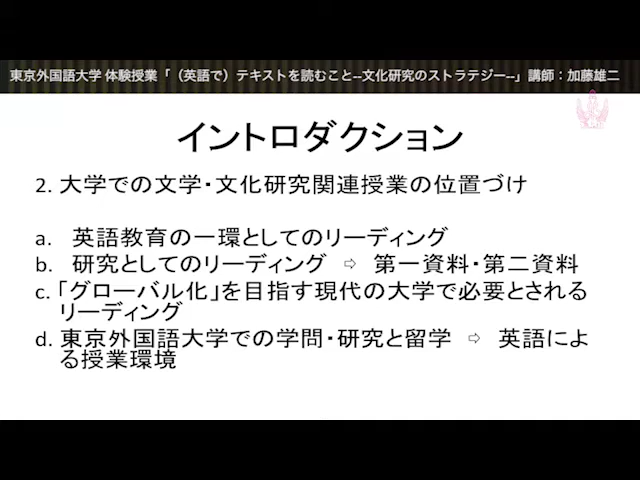 東京外国語大学 体験授業「（英語で）テキストを読むこと--文化研究のストラテジー--」講師：加藤雄二
イントロダクション
2. 大学での文学・文化研究関連授業の位置づけ
a. 英語教育の一環としてのリーディング
b. 研究としてのリーディング ⇨ 第一資料・第二資料
c.「グローバル化」を目指す現代の大学で必要とされる
リーディング
d. 東京外国語大学での学問・研究と留学 ⇨ 英語によ
る授業環境